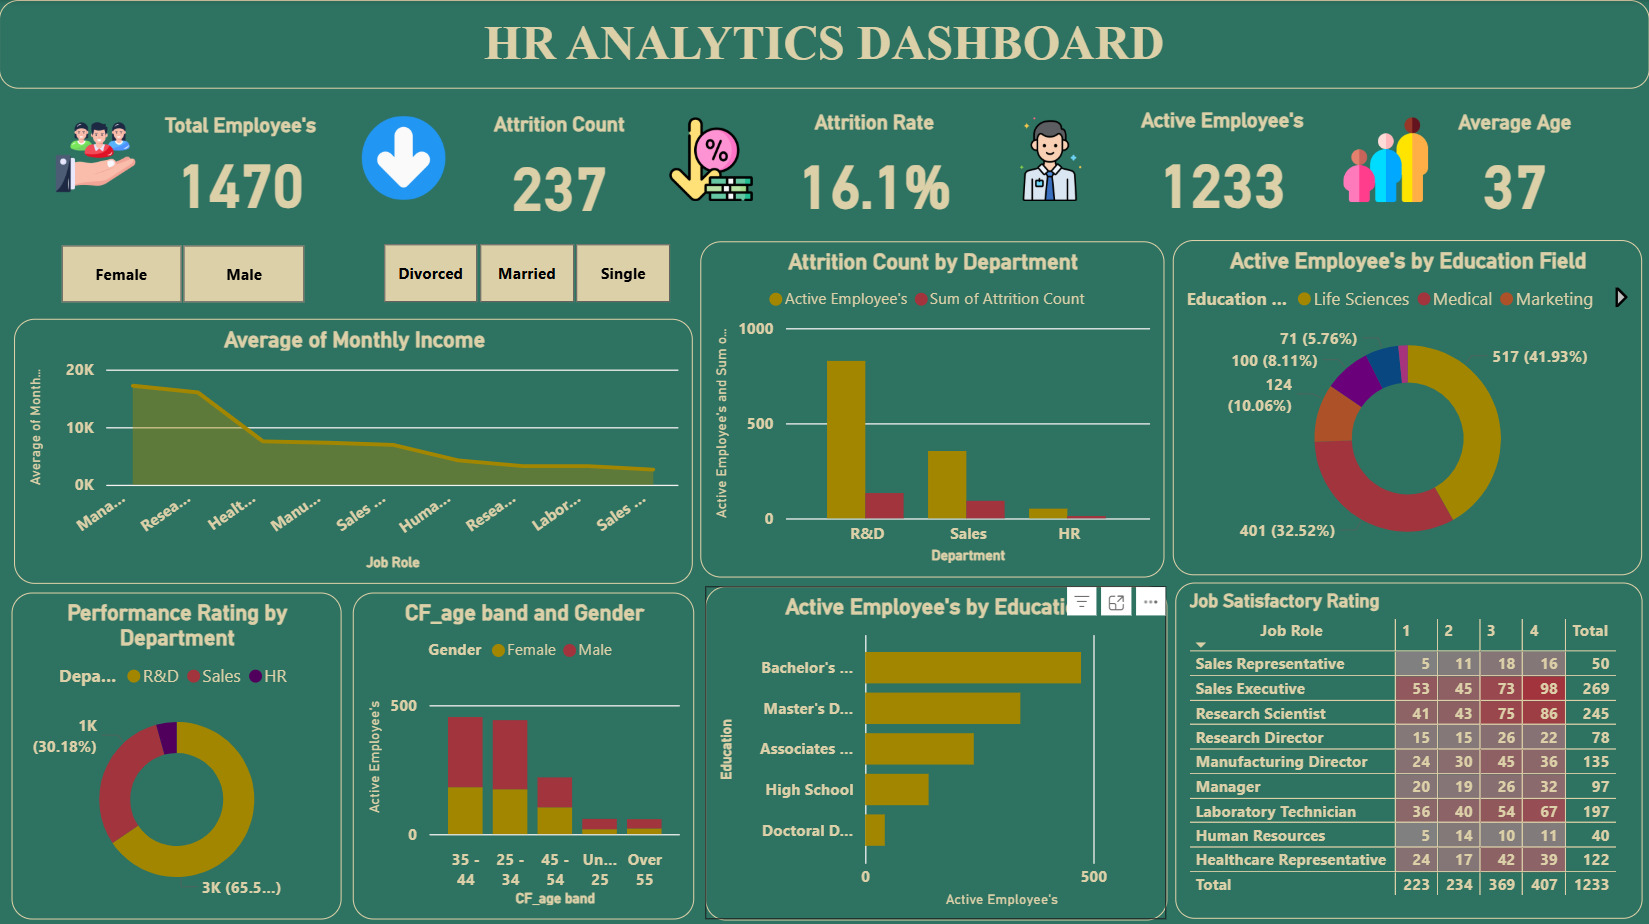 HR ANALYTICS DASHBOARD
Total Employee's
1470
Attrition Count
237
%
Attrition Rate
16.1%
Active Employee's
1233
Average Age
37
Female
Male
Divorced
Married
Single
Average of Monthly Income
Average of Month...
20K
10K
0K
Mana...
Resea...
Healt...
Manu...
Sales ...
Huma...
Resea...
Labor...
Sales ...
Job Role
Attrition Count by Department
Active Employee's
Sum of Attrition Count
Active Employee's and Sum o...
1000
500
0
R&D
Sales
HR
Department
Active Employee's by Education Field
Education ...
Life Sciences
Medical
Marketing
71 (5.76%)
100 (8.11%)
124
(10.06%)
517 (41.93%)
401 (32.52%)
Performance Rating by
Department
Depa...
R&D
Sales
HR
1K
(30.18%)
3K (65.5...)
CF_age band and Gender
Gender
Female
Male
Active Employee's
500
0
35 -
44
25 -
34
45 -
54
Un...
25
Over
55
CF_age band
Active Employee's by Educati
Education
Bachelor's ...
Master's D...
Associates ...
High School
Doctoral D...
0
500
Active Employee's
Job Satisfactory Rating
Job Role 1 2 3 4 Total
Sales Representative 5 11 18 16 50
Sales Executive 53 45 73 98 269
Research Scientist 41 43 75 86 245
Research Director 15 15 26 22 78
Manufacturing Director 24 30 45 36 135
Manager 20 19 26 32 97
Laboratory Technician 36 40 54 67 197
Human Resources 5 14 10 11 40
Healthcare Representative 24 17 42 39 122
Total 223 234 369 407 1233